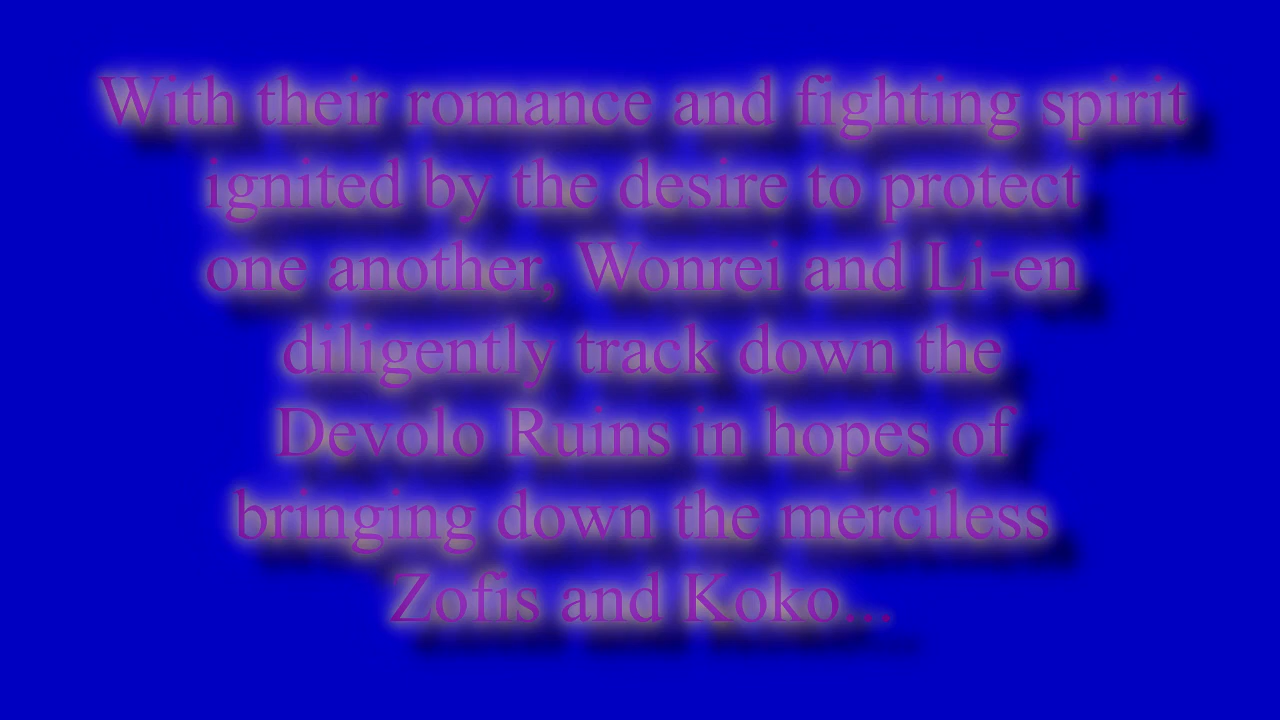 With their romance and fighting spirit
ignited by the desire to protect
one another, Wonrei and Li-en
diligently track down the
Devolo Ruins in hopes of
bringing down the merciless
Zofis and Koko...